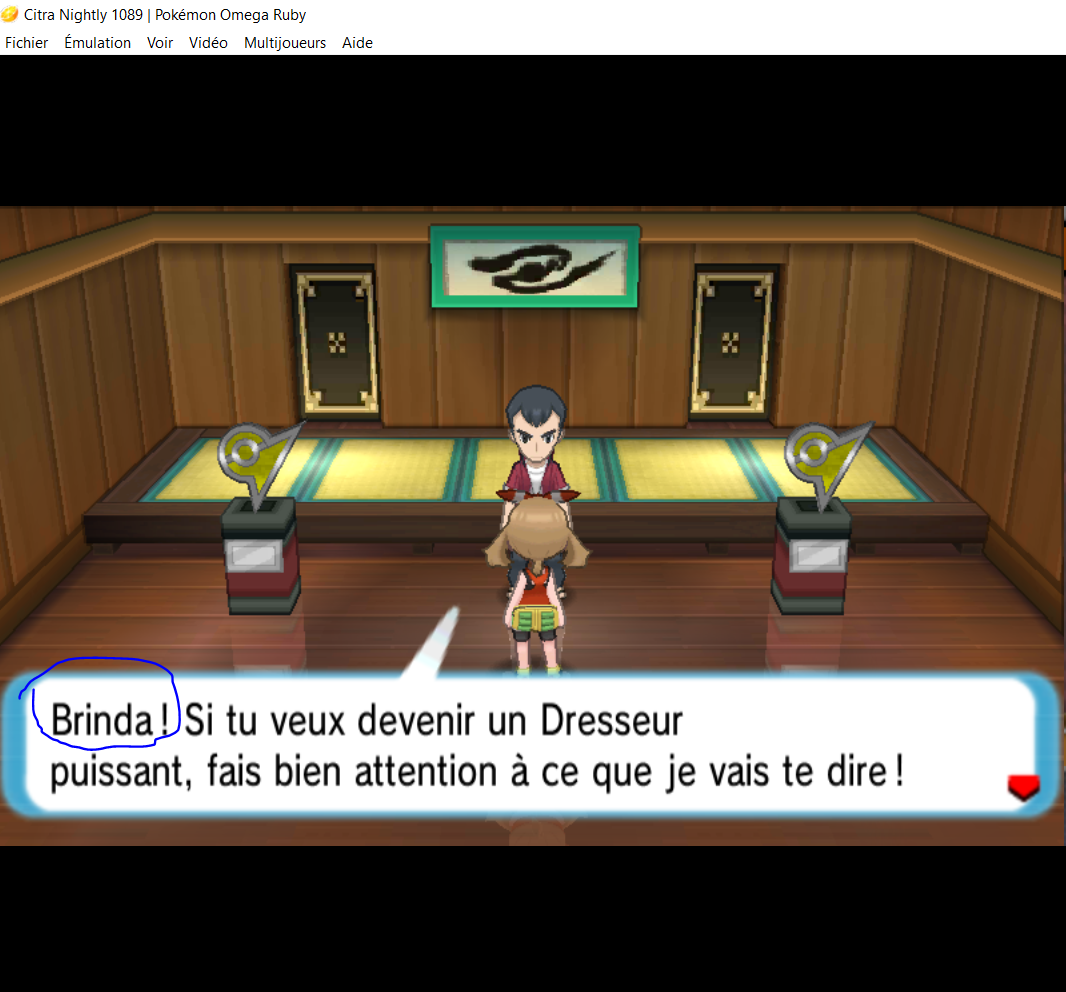 Citra Nightly 1089 | Pokémon Omega Ruby
Fichier Émulation Voir Vidéo Multijoueurs Aide
Brinda ! Si tu veux devenir un Dresseur
puissant, fais bien attention à ce que je vais te dire !